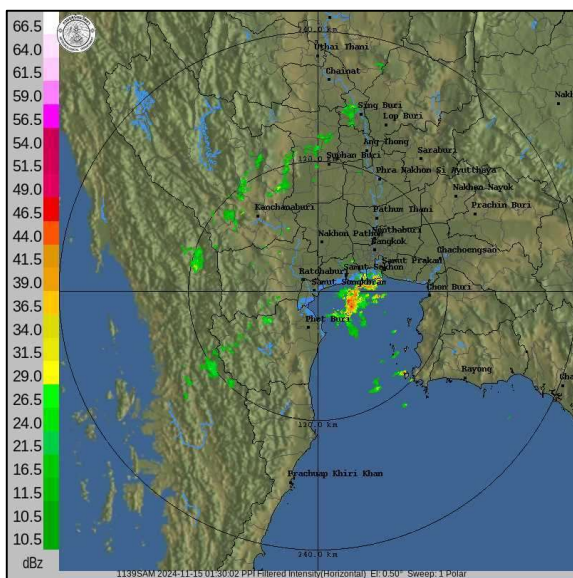 66.5
64.0
61.5
59.0
56.5
54.0
51.5
49.0
46.5
44.0
41.5
39.0
36.5
34.0
31.5
29.0
26.5
24.0
21.5
16.5
11.5
10.5
10.5
dBz
Uthai Thani
Chainat
Sing Buri
Lop Buri
Ang Thong
Suphan Buri
Saraburi
Phra Nakhon Si Ayutthaya
Nakhon Nayok
Kanchanaburi
Pathum Thani
Prachin Buri
Nakhon Pathom
Nonthaburi
Bangkok
Chachoengsao
Samut Prakan
Ratchaburi
Samut Sakhon
Samut Songkhram
Chon Buri
Phet Buri
Rayong
120.0 km
Prachuap Khiri Khan
240.0 km
1139SAM 2024-11-15 01:30:02 PPI Filtered Intensity(Horizontal) El: 0.50° Sweep: 1 Polar